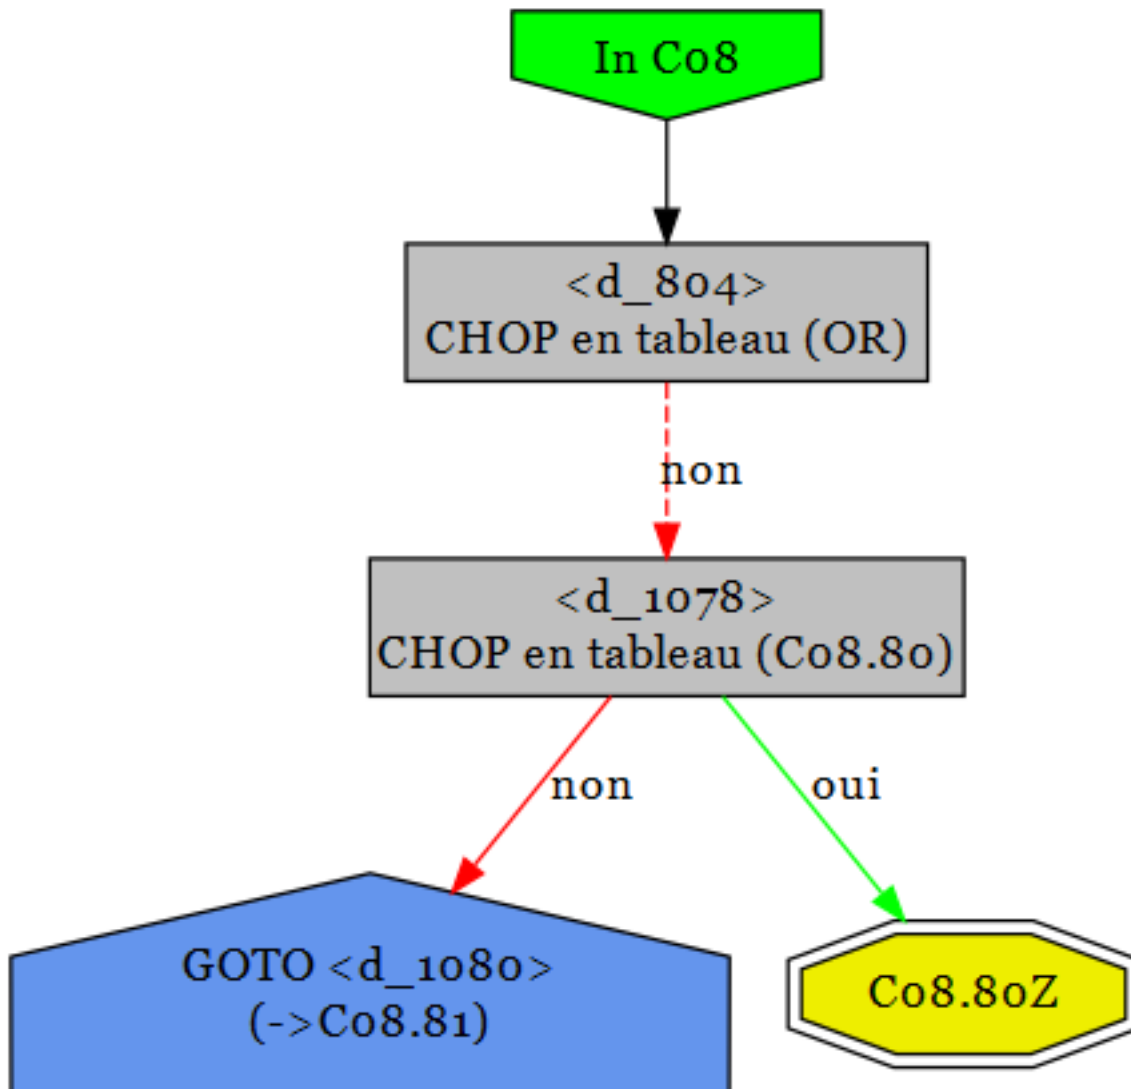 In C08
<d_804>
CHOP en tableau (OR)
non
<d_1078>
CHOP en tableau (C08.80)
non
oui
GOTO <d_1080>
(->C08.81)
C08.80Z